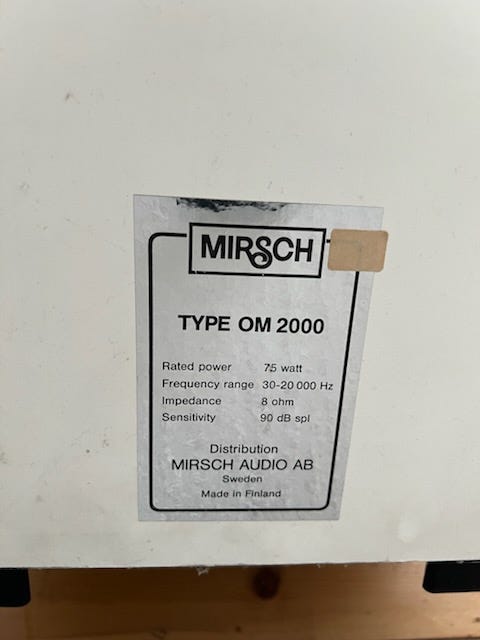 MIRSCH
TYPE OM 2000
Rated power 75 watt
Frequency range 30-20 000 Hz
Impedance 8 ohm
Sensitivity 90 dB spl
Distribution
MIRSCH AUDIO AB
Sweden
Made in Finland